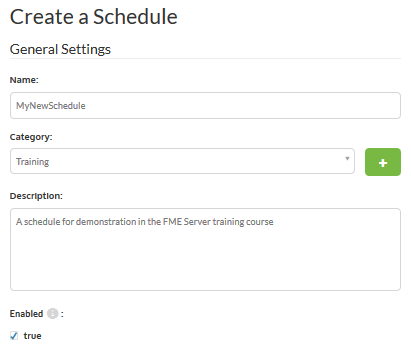 Create a Schedule
General Settings
Name:
MyNewSchedule
Category:
Training
+
Description:
A schedule for demonstration in the FME Server training course
Enabled i :
true